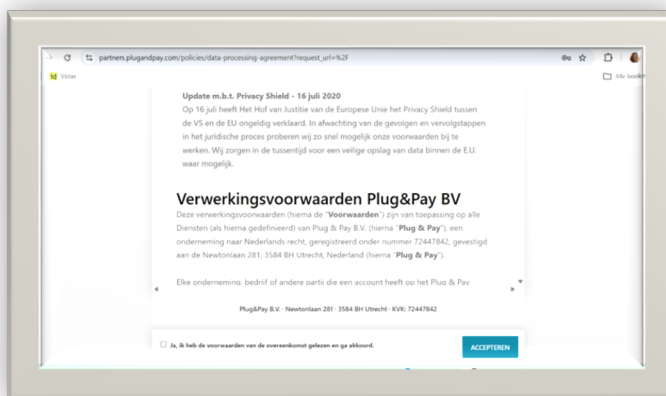 partners.plugandpay.com/policies/data-processing-agreement?request_url=%2F
Vistas
Alle bookm
Update m.b.t. Privacy Shield - 16 juli 2020
Op 16 juli heeft Het Hof van Justitie van de Europese Unie het Privacy Shield tussen
de VS en de EU ongeldig verklaard. In afwachting van de gevolgen en vervolgstappen
in het juridische proces proberen wij zo snel mogelijk onze voorwaarden bij te
werken. Wij zorgen in de tussentijd voor een veilige opslag van data binnen de E.U.
waar mogelijk.
Verwerkingsvoorwaarden Plug&Pay BV
Deze verwerkingsvoorwaarden (hierna de "Voorwaarden") zijn van toepassing op alle
Diensten (als hierna gedefinieerd) van Plug & Pay B.V. (hierna "Plug & Pay"), een
onderneming naar Nederlands recht, geregistreerd onder nummer 72447842, gevestigd
aan de Newtonlaan 281, 3584 BH Utrecht, Nederland (hierna "Plug & Pay").
Elke onderneming, bedrijf of andere partij die een account heeft op het Plug & Pay
Plug&Pay B.V. - Newtonlaan 281 - 3584 BH Utrecht - KVK: 72447842
Ja, ik heb de voorwaarden van de overeenkomst gelezen en ga akkoord.
ACCEPTEREN